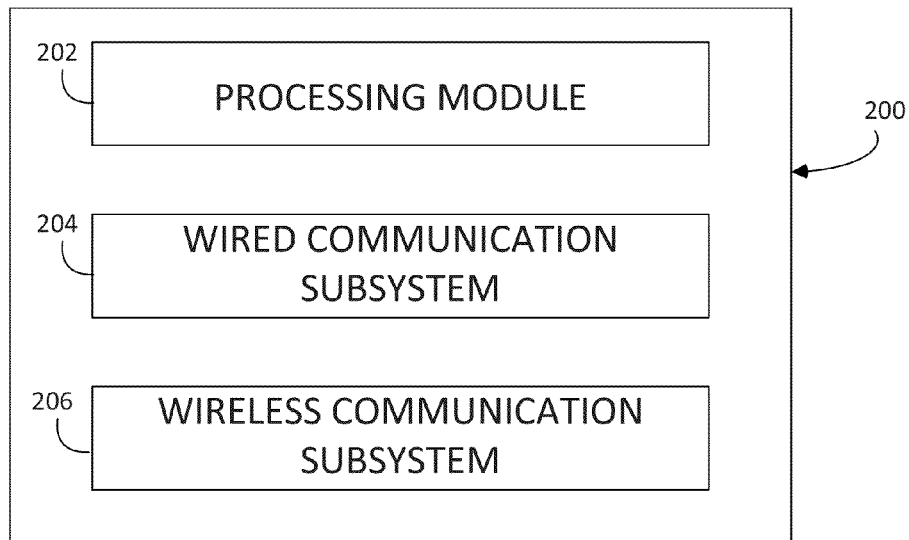 202
PROCESSING MODULE
200
204
WIRED COMMUNICATION
SUBSYSTEM
206
WIRELESS COMMUNICATION
SUBSYSTEM